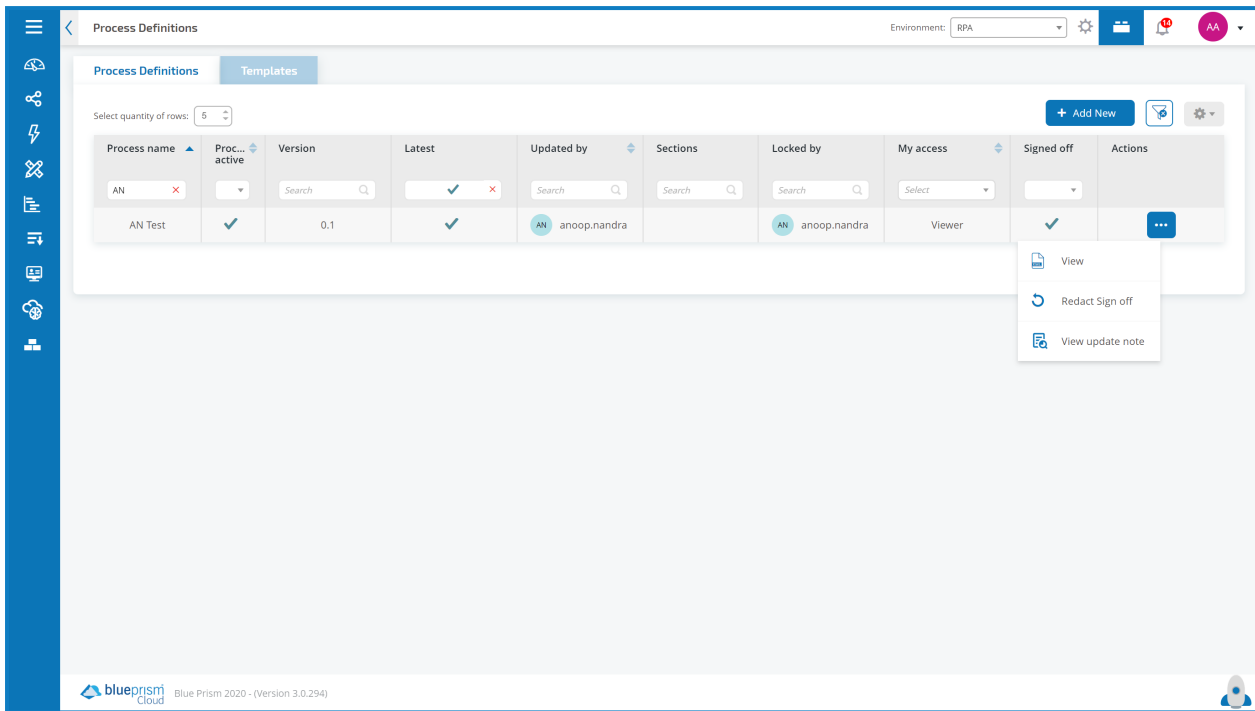 Process Definitions
Environment: RPA
14
AA
Process Definitions
Templates
Select quantity of rows: 5
+ Add New
Process name
Proc... active
Version
Latest
Updated by
Sections
Locked by
My access
Signed off
Actions
AN
Search
Search
Search
Search
Select
AN Test
0.1
AN anoop.nandra
AN anoop.nandra
Viewer
View
Redact Sign off
View update note
blueprism Cloud
Blue Prism 2020 - (Version 3.0.294)